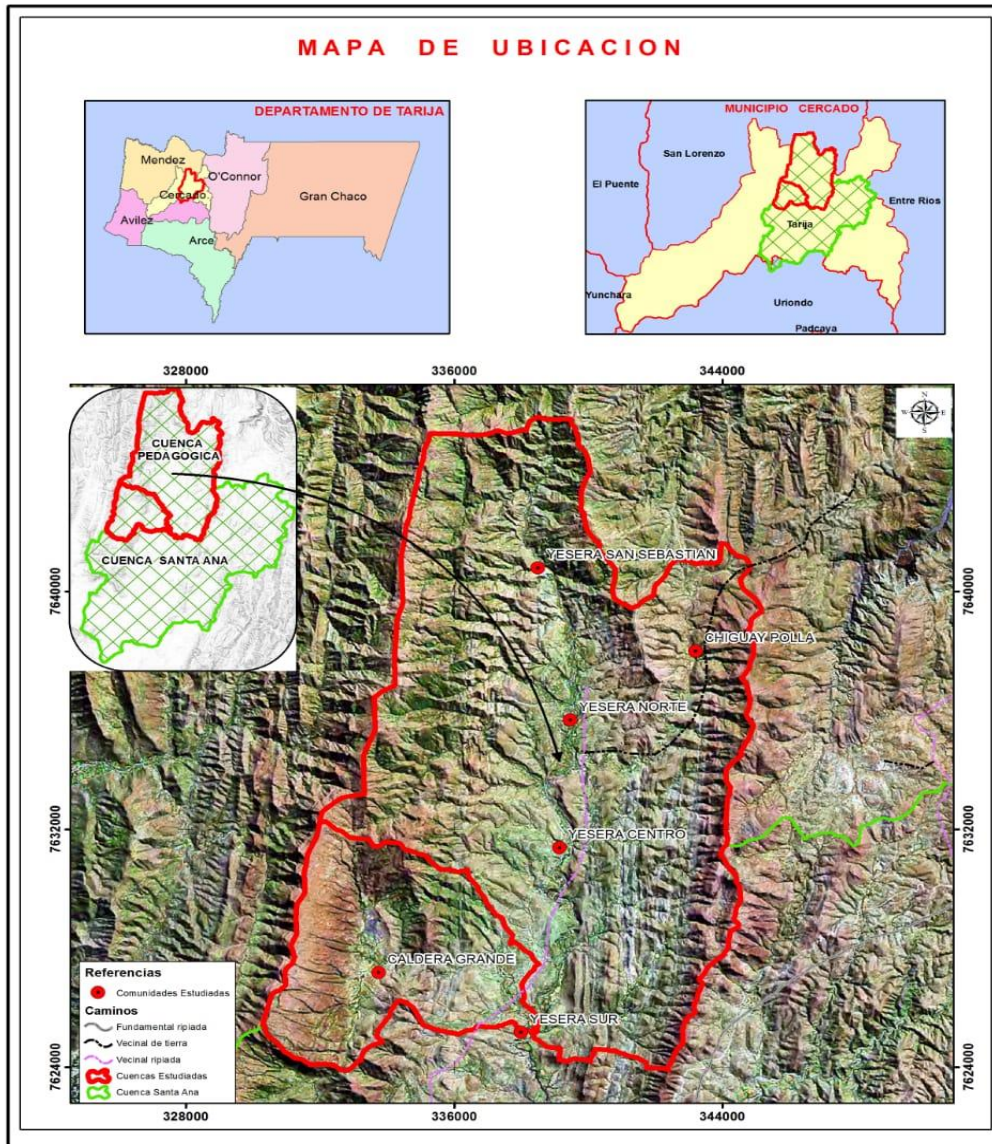 MAPA DE UBICACION
DEPARTAMENTO DE TARIJA
Mendez
O'Connor
Cercado
Gran Chaco
Avilez
Arce
MUNICIPIO CERCADO
San Lorenzo
El Puente
Entre Rios
Tarija
Yunchara
Uriondo
Padcaya
328000
336000
344000
CUENCA
PEDAGOGICA
CUENCA SANTA ANA
N
W E
S
YESERA SAN SEBASTIAN
7640000
7640000
CHIGUAY POLLA
YESERA NORTE
7632000
7632000
YESERA CENTRO
CALDERA GRANDE
YESERA SUR
7624000
7624000
Referencias
Comunidades Estudiadas
Caminos
Fundamental ripiada
Vecinal de tierra
Vecinal ripiada
Cuencas Estudiadas
Cuenca Santa Ana
328000
336000
344000